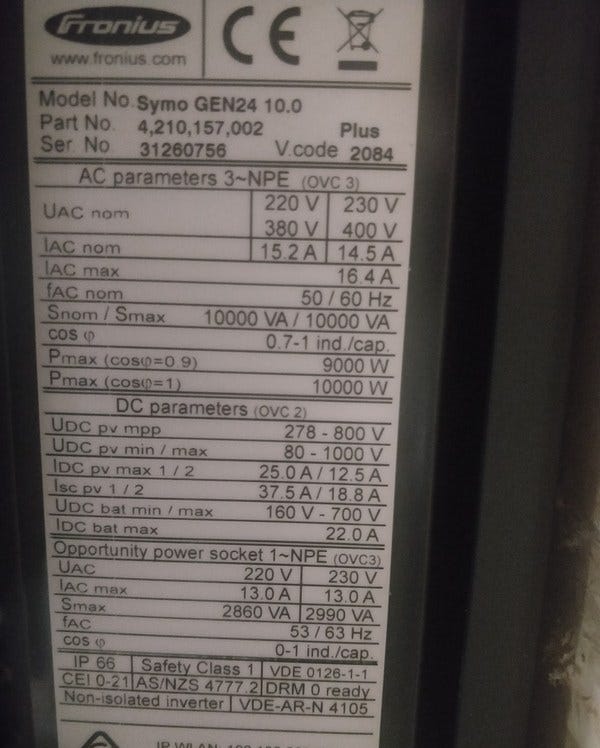 Fronius
www.fronius.com
CE
Model No. Symo GEN24 10.0
Part No. 4,210,157,002 Plus
Ser. No. 31260756 V.code 2084
AC parameters 3~NPE (OVC 3)
UAC nom 220 V 230 V
380 V 400 V
IAC nom 15.2 A 14.5 A
IAC max 16.4 A
fAC nom 50 / 60 Hz
Snom / Smax 10000 VA / 10000 VA
cos φ 0.7-1 ind./cap.
Pmax (cosφ=0.9) 9000 W
Pmax (cosφ=1) 10000 W
DC parameters (OVC 2)
UDC pv mpp 278 - 800 V
UDC pv min / max 80 - 1000 V
IDC pv max 1 / 2 25.0 A / 12.5 A
Isc pv 1 / 2 37.5 A / 18.8 A
UDC bat min / max 160 V - 700 V
IDC bat max 22.0 A
Opportunity power socket 1~NPE (OVC3)
UAC 220 V 230 V
IAC max 13.0 A 13.0 A
Smax 2860 VA 2990 VA
fAC 53 / 63 Hz
cos φ 0-1 ind./cap.
IP 66 Safety Class 1 VDE 0126-1-1
CEI 0-21 AS/NZS 4777.2 DRM 0 ready
Non-isolated inverter VDE-AR-N 4105